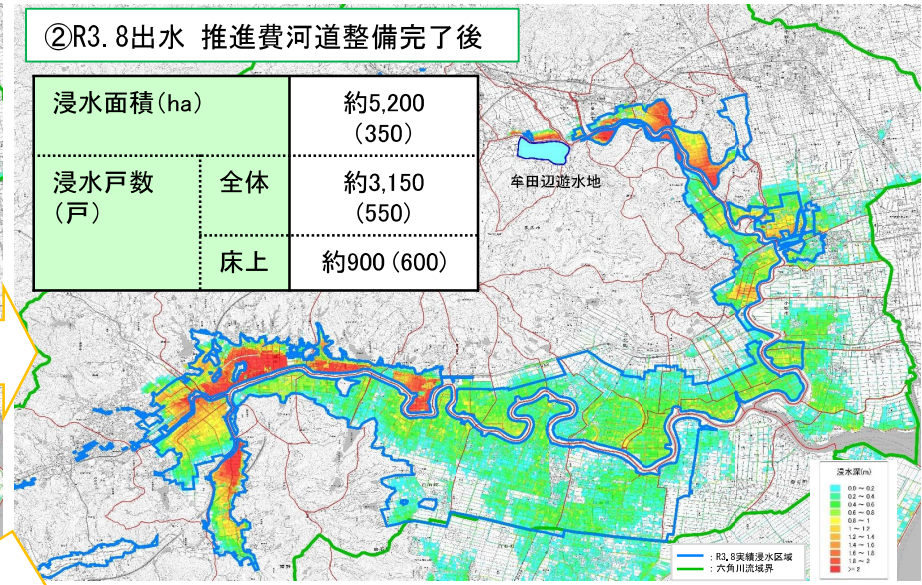 ②R3.8出水 推進費河道整備完了後
浸水面積(ha)
約5,200
(350)
浸水戸数
(戸)
全体
約3,150
(550)
床上
約900(600)
牟田辺遊水地
浸水深(m)
0.0 ～ 0.2
0.2 ～ 0.4
0.4 ～ 0.6
0.6 ～ 0.8
0.8 ～ 1
1 ～ 1.2
1.2 ～ 1.4
1.4 ～ 1.6
1.6 ～ 1.8
1.8 ～ 2
>= 2
：R3.8実績浸水区域
：六角川流域界